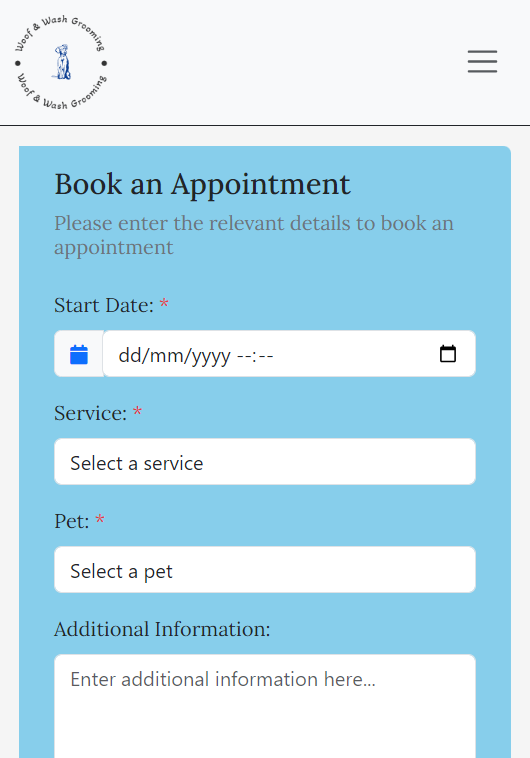 Woof & Wash Grooming
Woof & Wash Grooming
Book an Appointment
Please enter the relevant details to book an
appointment
Start Date: *
dd/mm/yyyy --:--
Service: *
Select a service
Pet: *
Select a pet
Additional Information:
Enter additional information here...